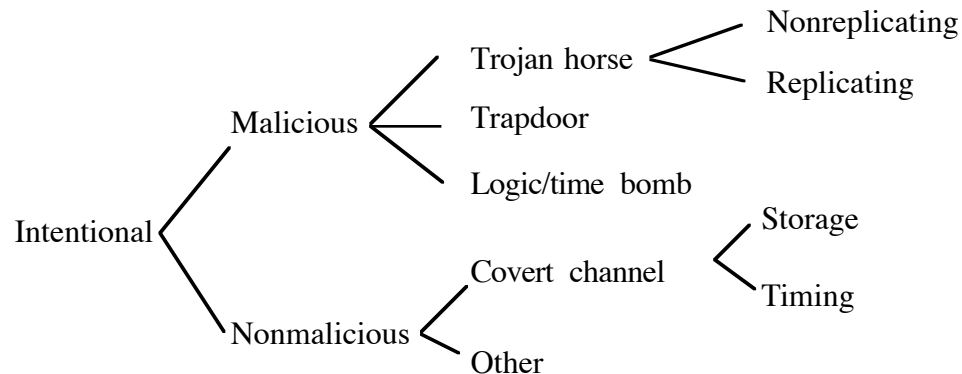 Nonreplicating
Trojan horse
Replicating
Malicious
Trapdoor
Logic/time bomb
Intentional
Storage
Covert channel
Timing
Nonmalicious
Other